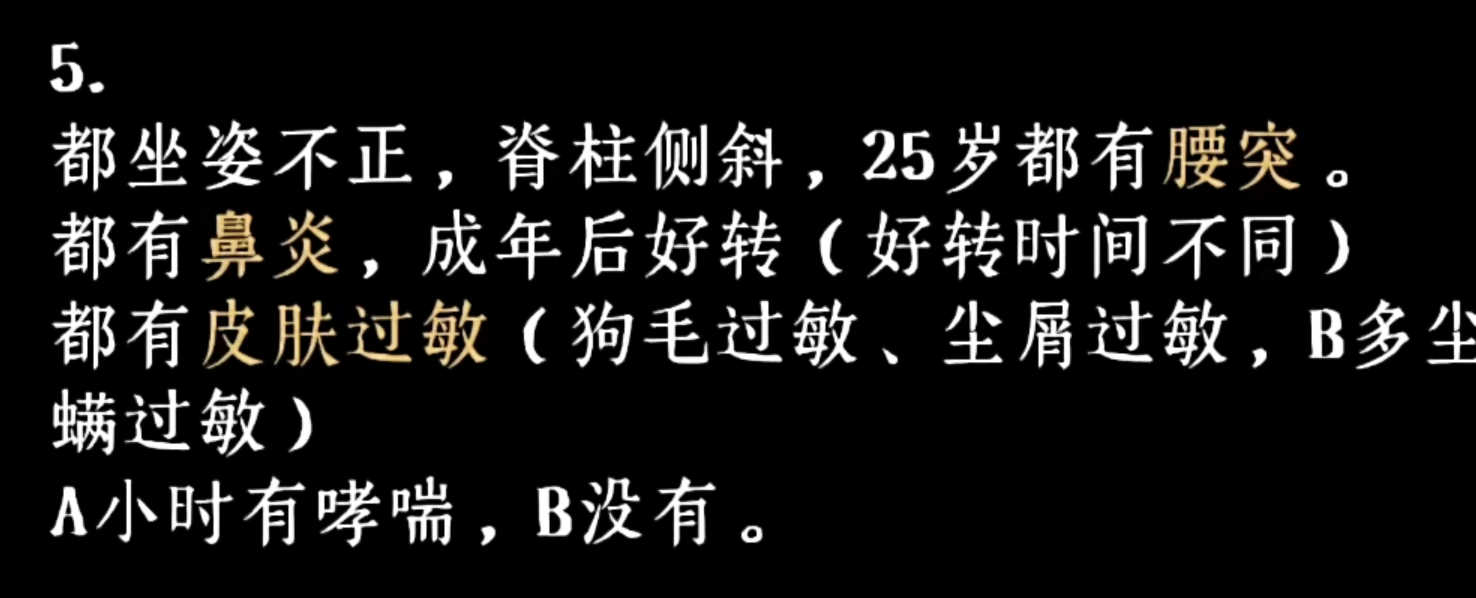 5.
都坐姿不正，脊柱侧斜，25岁都有腰突。
都有鼻炎，成年后好转（好转时间不同）
都有皮肤过敏（狗毛过敏、尘屑过敏，B多尘
螨过敏）
A小时有哮喘，B没有。